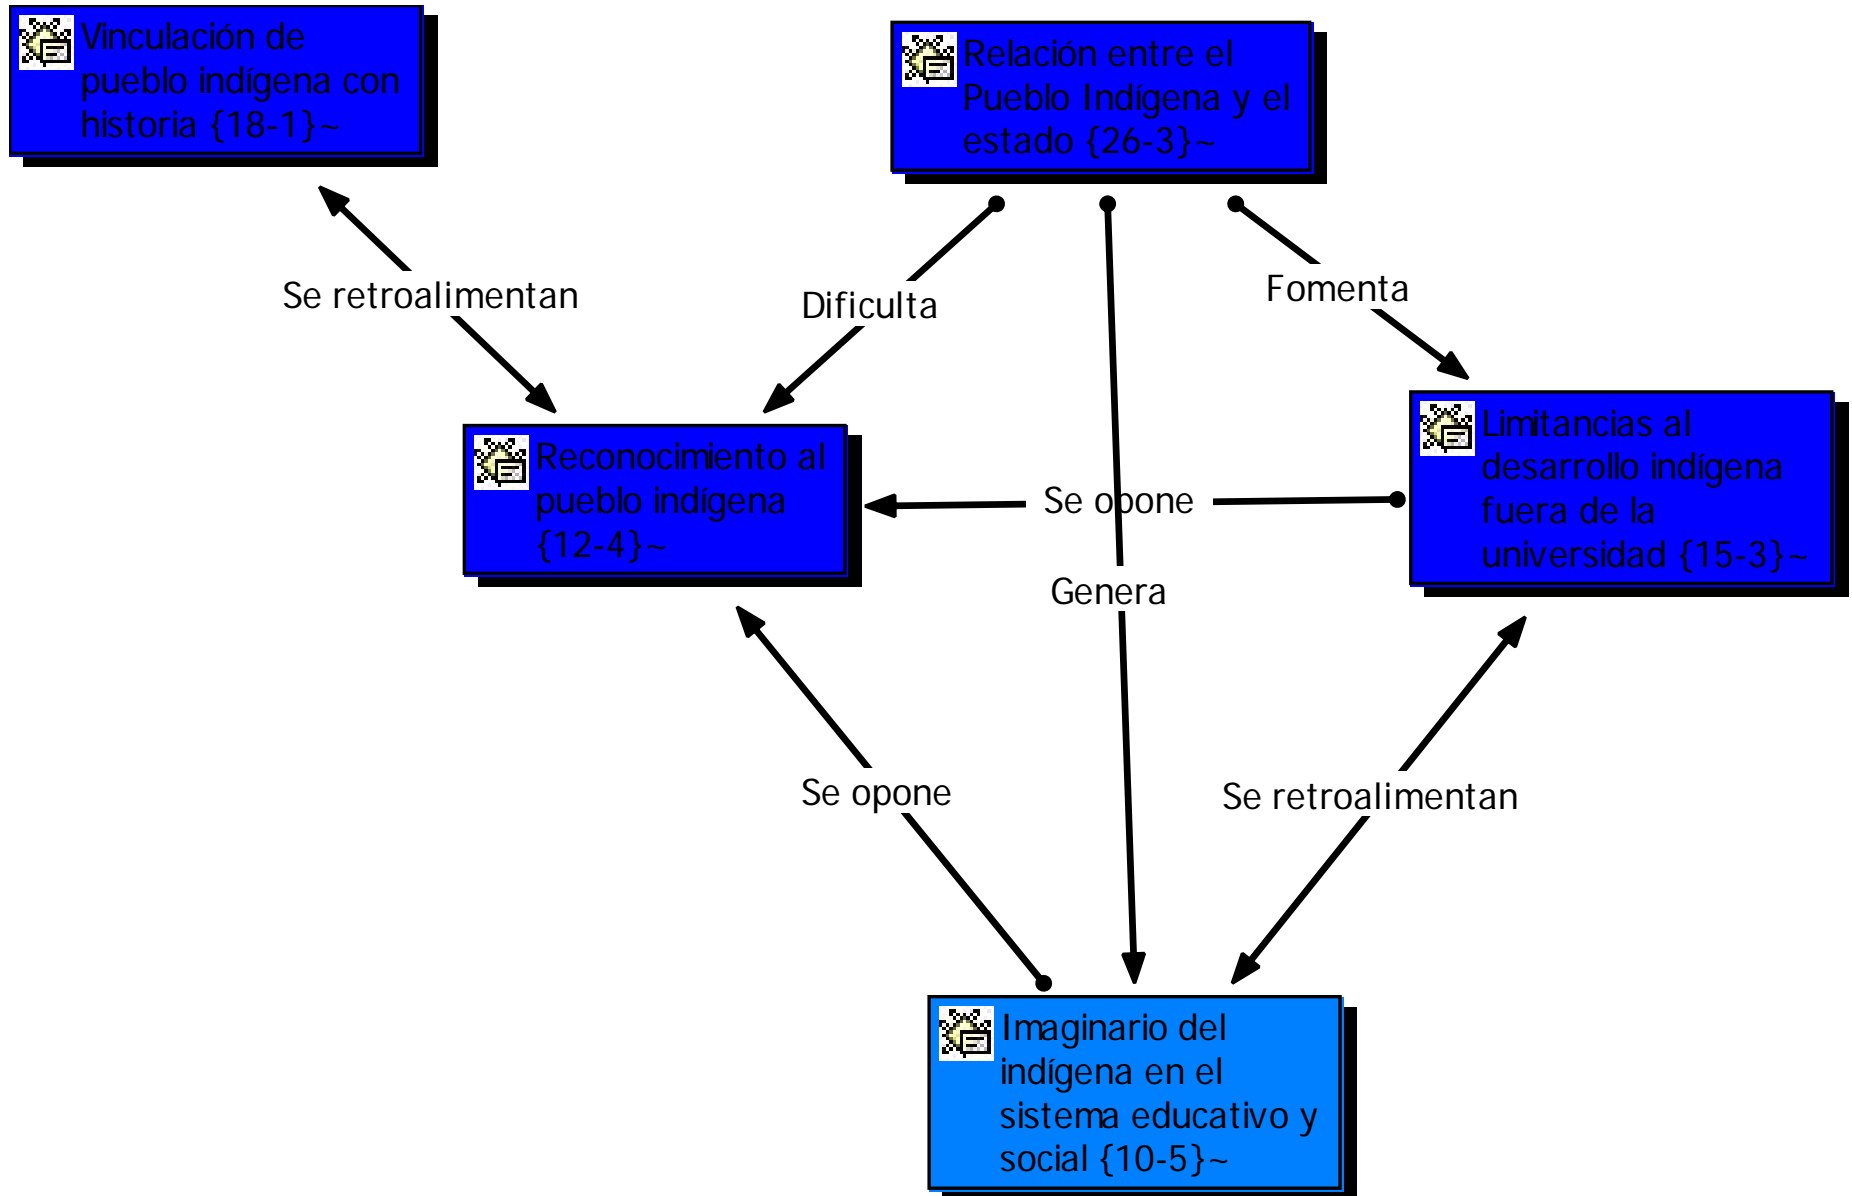 Vinculación de
pueblo indígena con
historia {18-1}~
Relación entre el
Pueblo Indígena y el
estado {26-3}~
Se retroalimentan
Dificulta
Fomenta
Reconocimiento al
pueblo indígena
{12-4}~
Se opone
Limitancias al
desarrollo indígena
fuera de la
universidad {15-3}~
Genera
Se opone
Se retroalimentan
Imaginario del
indígena en el
sistema educativo y
social {10-5}~